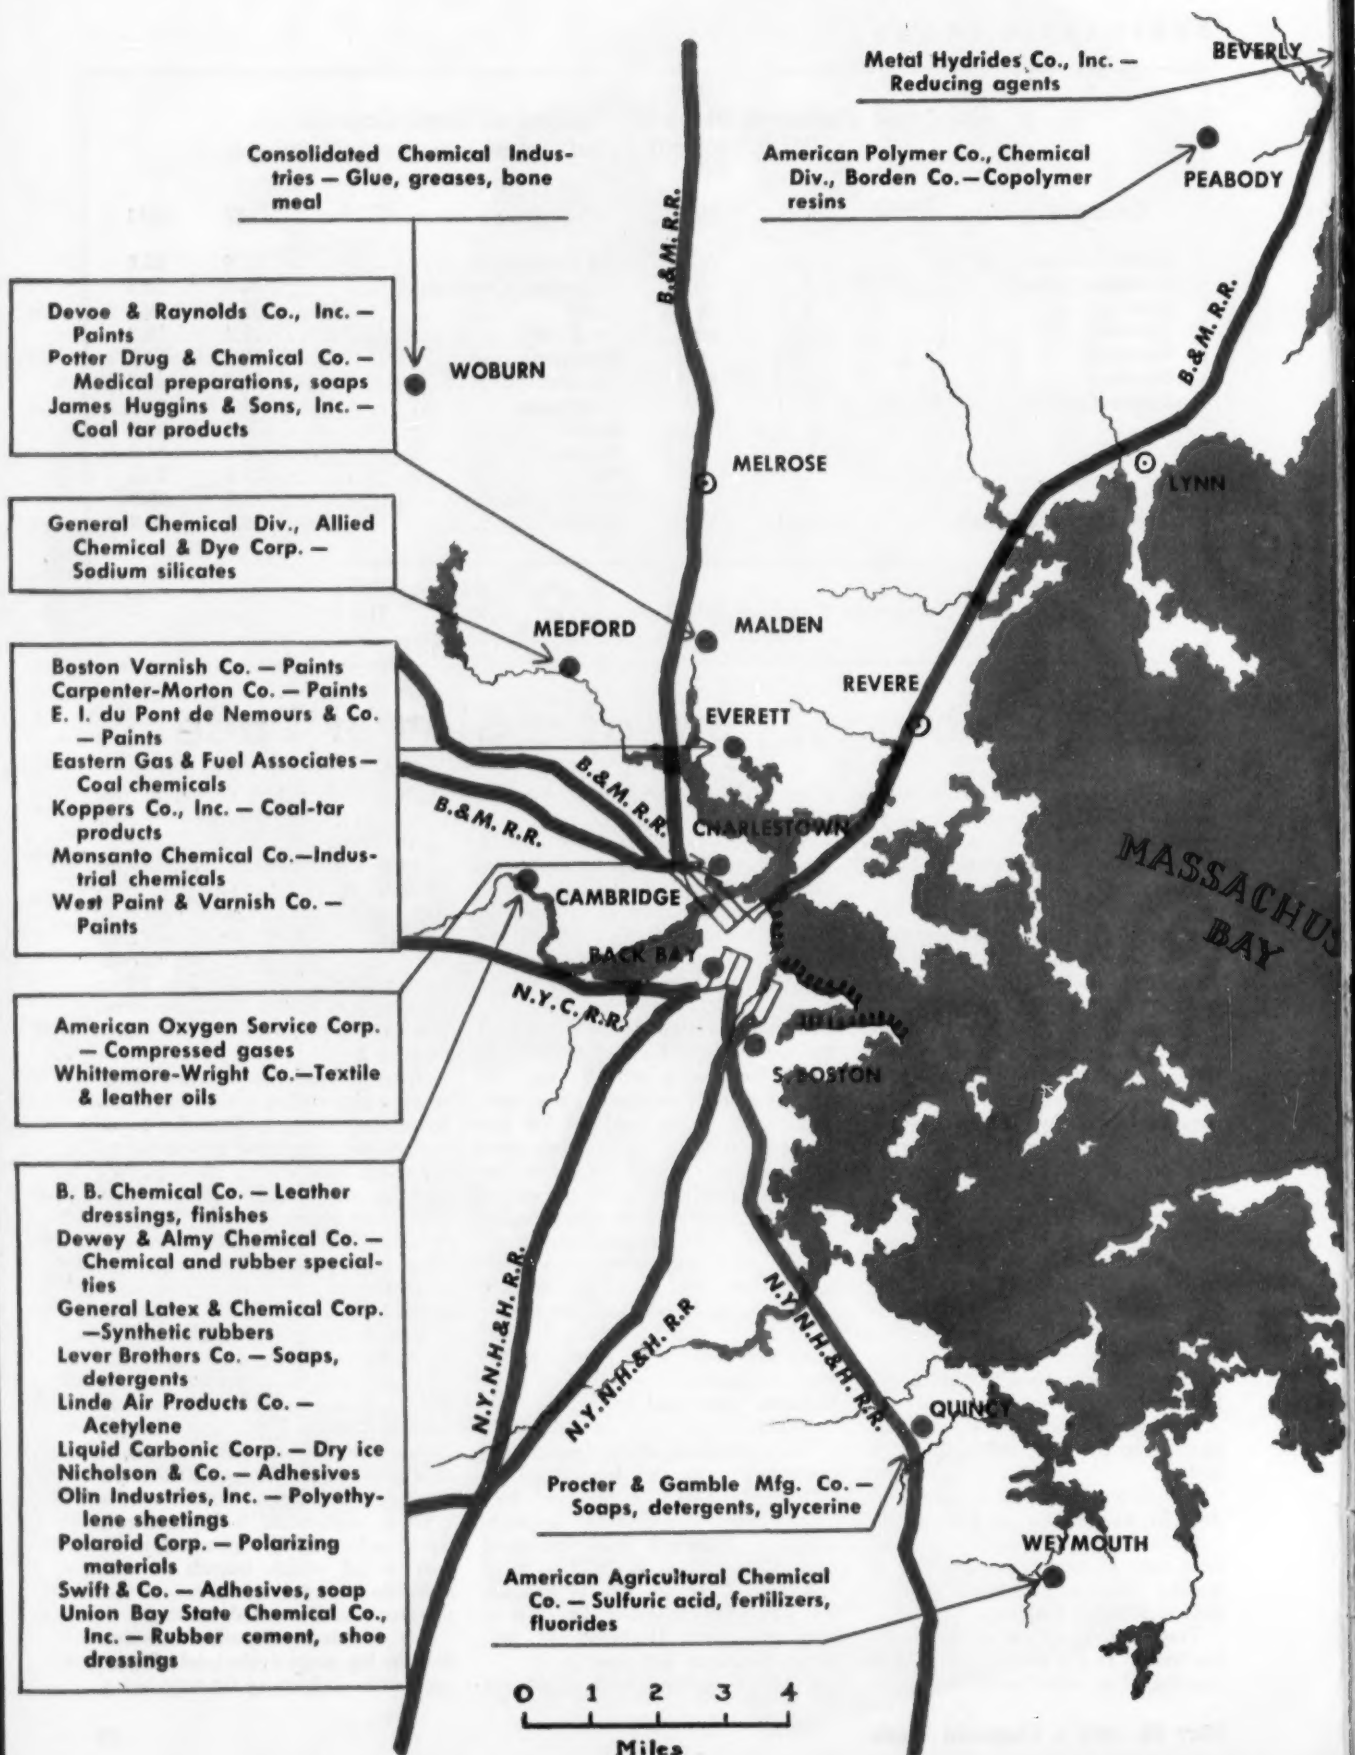 Metal Hydrides Co., Inc. —
Reducing agents
BEVERLY
Consolidated Chemical Indus-
tries — Glue, greases, bone
meal
American Polymer Co., Chemical
Div., Borden Co.—Copolymer
resins
PEABODY
B.&M. R.R.
B.&M. R.R.
Devoe & Raynolds Co., Inc. —
Paints
Potter Drug & Chemical Co. —
Medical preparations, soaps
James Huggins & Sons, Inc. —
Coal tar products
WOBURN
MELROSE
LYNN
General Chemical Div., Allied
Chemical & Dye Corp. —
Sodium silicates
MEDFORD
MALDEN
REVERE
EVERETT
Boston Varnish Co. — Paints
Carpenter-Morton Co. — Paints
E. I. du Pont de Nemours & Co.
— Paints
Eastern Gas & Fuel Associates—
Coal chemicals
Koppers Co., Inc. — Coal-tar
products
Monsanto Chemical Co.—Indus-
trial chemicals
West Paint & Varnish Co. —
Paints
B.&M. R.R.
B.&M. R.R.
CHARLESTOWN
MASSACHUS
BAY
CAMBRIDGE
BACK BAY
N.Y.C. R.R.
S. BOSTON
American Oxygen Service Corp.
— Compressed gases
Whittemore-Wright Co.—Textile
& leather oils
B. B. Chemical Co. — Leather
dressings, finishes
Dewey & Almy Chemical Co. —
Chemical and rubber special-
ties
General Latex & Chemical Corp.
—Synthetic rubbers
Lever Brothers Co. — Soaps,
detergents
Linde Air Products Co. —
Acetylene
Liquid Carbonic Corp. — Dry ice
Nicholson & Co. — Adhesives
Olin Industries, Inc. — Polyethy-
lene sheetings
Polaroid Corp. — Polarizing
materials
Swift & Co. — Adhesives, soap
Union Bay State Chemical Co.,
Inc. — Rubber cement, shoe
dressings
N.Y.N.H.&H. R.R.
N.Y.N.H.&H. R.R
N.Y.N.H.&H. R.R.
QUINCY
Procter & Gamble Mfg. Co. —
Soaps, detergents, glycerine
WEYMOUTH
American Agricultural Chemical
Co. — Sulfuric acid, fertilizers,
fluorides
0 1 2 3 4
Miles